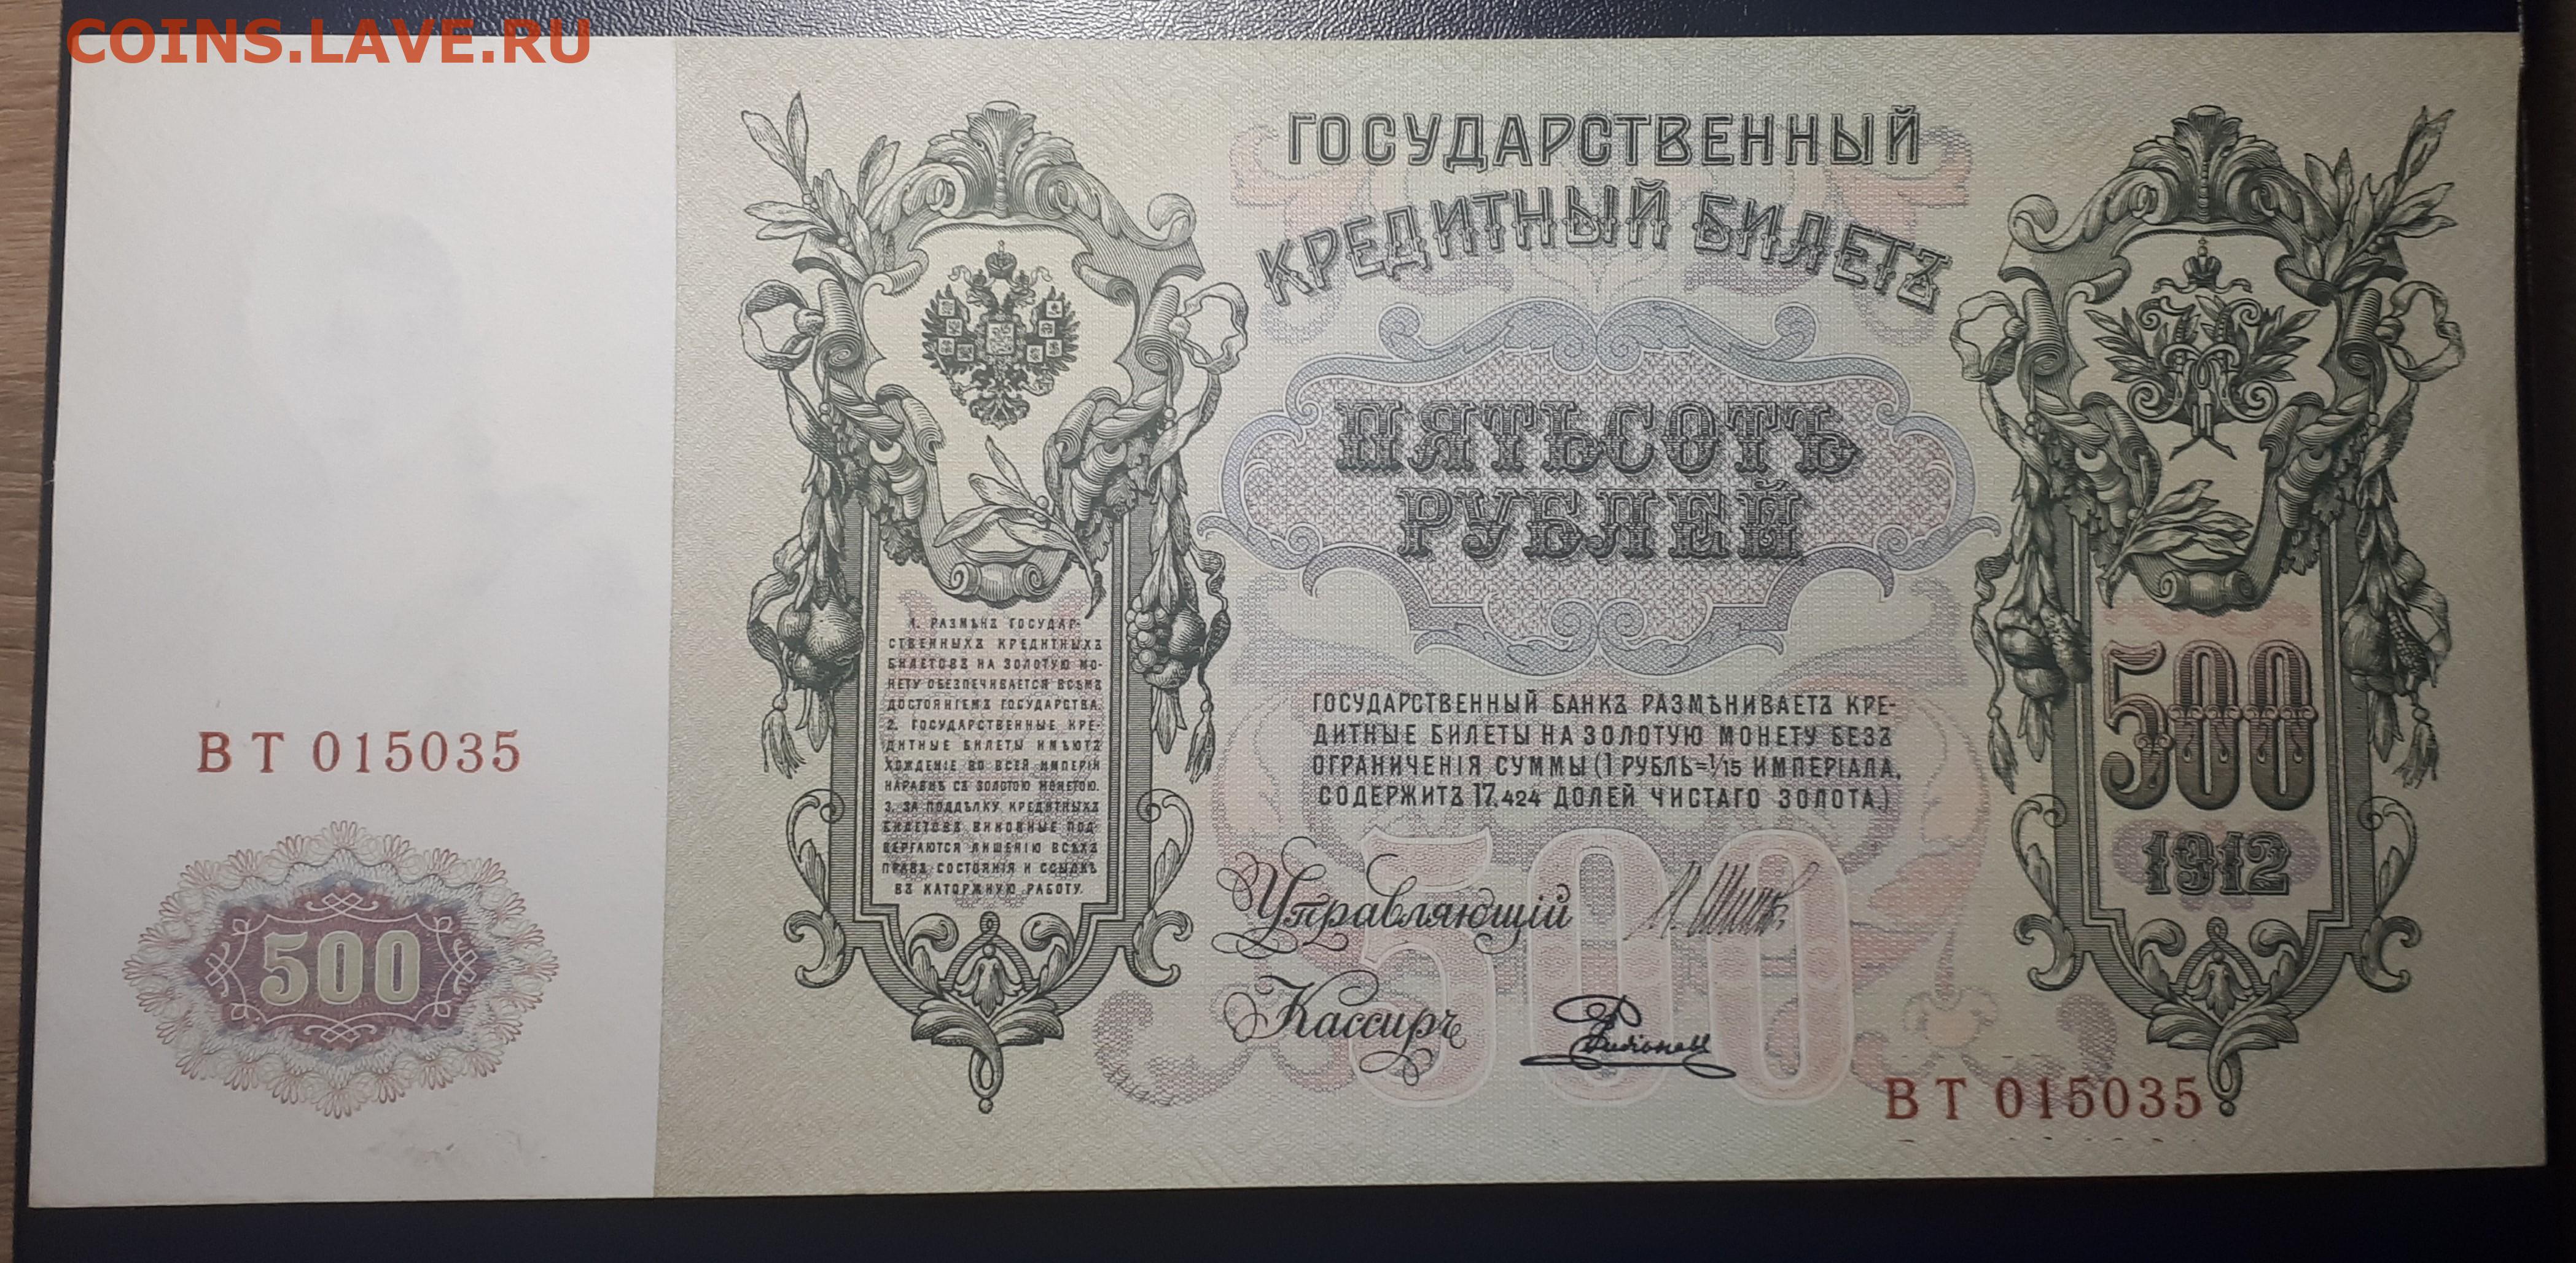 COINS.LAVE.RU
ГОСУДАРСТВЕННЫЙ
КРЕДИТНЫЙ БИЛЕТЪ
ПЯТЬСОТЪ
РУБЛЕЙ
1. РАЗМѢНЪ ГОСУДАР-
СТВЕННЫХЪ КРЕДИТНЫХЪ
БИЛЕТОВЪ НА ЗОЛОТУЮ МО-
НЕТУ ОБЕЗПЕЧИВАЕТСЯ ВСѢМЪ
ДОСТОЯНІЕМЪ ГОСУДАРСТВА.
2. ГОСУДАРСТВЕННЫЕ КРЕ-
ДИТНЫЕ БИЛЕТЫ ИМѢЮТЪ
ХОЖДЕНІЕ ВО ВСЕЙ ИМПЕРІИ
НАРАВНѢ СЪ ЗОЛОТОЮ МОНЕТОЮ.
3. ЗА ПОДДѢЛКУ КРЕДИТНЫХЪ
БИЛЕТОВЪ ВИНОВНЫЕ ПОД-
ВЕРГАЮТСЯ ЛИШЕНІЮ ВСѢХЪ
ПРАВЪ СОСТОЯНІЯ И ССЫЛКѢ
ВЪ КАТОРЖНУЮ РАБОТУ.
ГОСУДАРСТВЕННЫЙ БАНКЪ РАЗМѢНИВАЕТЪ КРЕ-
ДИТНЫЕ БИЛЕТЫ НА ЗОЛОТУЮ МОНЕТУ БЕЗЪ
ОГРАНИЧЕНІЯ СУММЫ (1 РУБЛЬ=1/15 ИМПЕРІАЛА,
СОДЕРЖИТЪ 17,424 ДОЛЕЙ ЧИСТАГО ЗОЛОТА.)
500
1912
ВТ 015035
500
500
Управляющій
Кассиръ
ВТ 015035